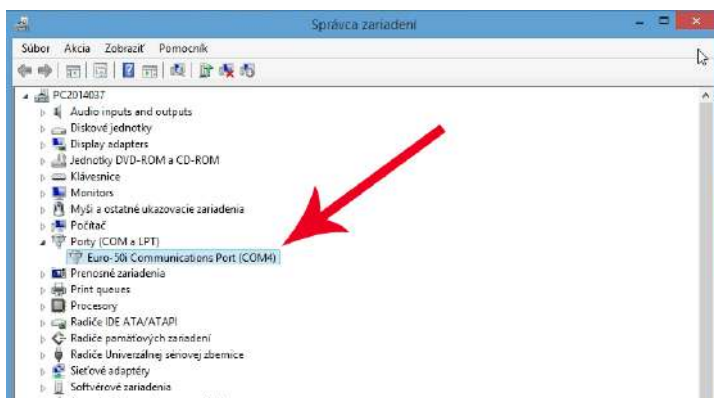 Správca zariadení
Súbor Akcia Zobraziť Pomocník
PC2014037
Audio inputs and outputs
Diskové jednotky
Display adapters
Jednotky DVD-ROM a CD-ROM
Klávesnice
Monitors
Myši a ostatné ukazovacie zariadenia
Počítač
Porty (COM a LPT)
Euro-50i Communications Port (COM4)
Prenosné zariadenia
Print queues
Procesory
Radiče IDE ATA/ATAPI
Radiče pamäťových zariadení
Radiče Univerzálnej sériovej zbernice
Sieťové adaptéry
Softvérové zariadenia